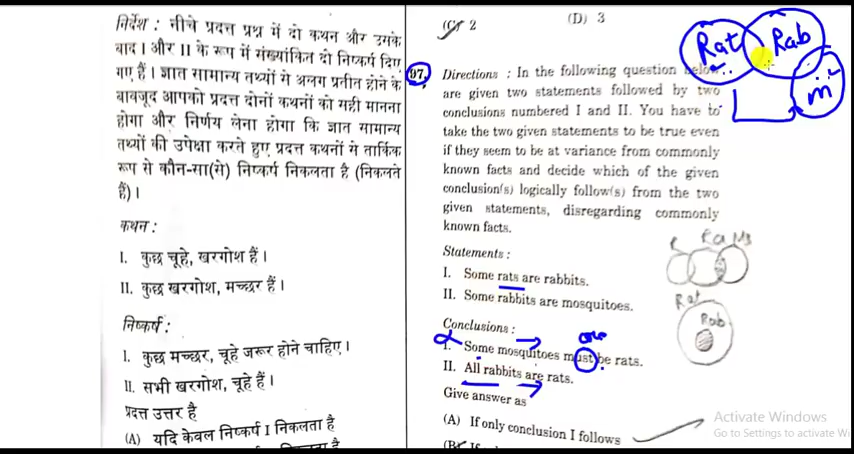 निर्देश : नीचे प्रदत्त प्रश्न में दो कथन और उसके
बाद I और II के रूप में संख्यांकित दो निष्कर्ष दिए
गए हैं। ज्ञात सामान्य तथ्यों से अलग प्रतीत होने के
बावजूद आपको प्रदत्त दोनों कथनों को सही मानना
होगा और निर्णय लेना होगा कि ज्ञात सामान्य
तथ्यों की उपेक्षा करते हुए प्रदत्त कथनों से तार्किक
रूप से कौन-सा(से) निष्कर्ष निकलता है (निकलते
हैं)।
कथन :
I. कुछ चूहे, खरगोश हैं।
II. कुछ खरगोश, मच्छर हैं।
निष्कर्ष :
I. कुछ मच्छर, चूहे जरूर होने चाहिए।
II. सभी खरगोश, चूहे हैं।
प्रदत्त उत्तर है
(A) यदि केवल निष्कर्ष I निकलता है
(C) 2 (D) 3
97. Directions : In the following question below
are given two statements followed by two
conclusions numbered I and II. You have to
take the two given statements to be true even
if they seem to be at variance from commonly
known facts and decide which of the given
conclusion(s) logically follow(s) from the two
given statements, disregarding commonly
known facts.
Statements :
I. Some rats are rabbits.
II. Some rabbits are mosquitoes.
Conclusions :
I. Some mosquitoes must be rats.
II. All rabbits are rats.
Give answer as
(A) If only conclusion I follows
Rat Rab
m
Rat
Rab
Activate Windows
Go to Settings to activate Wi